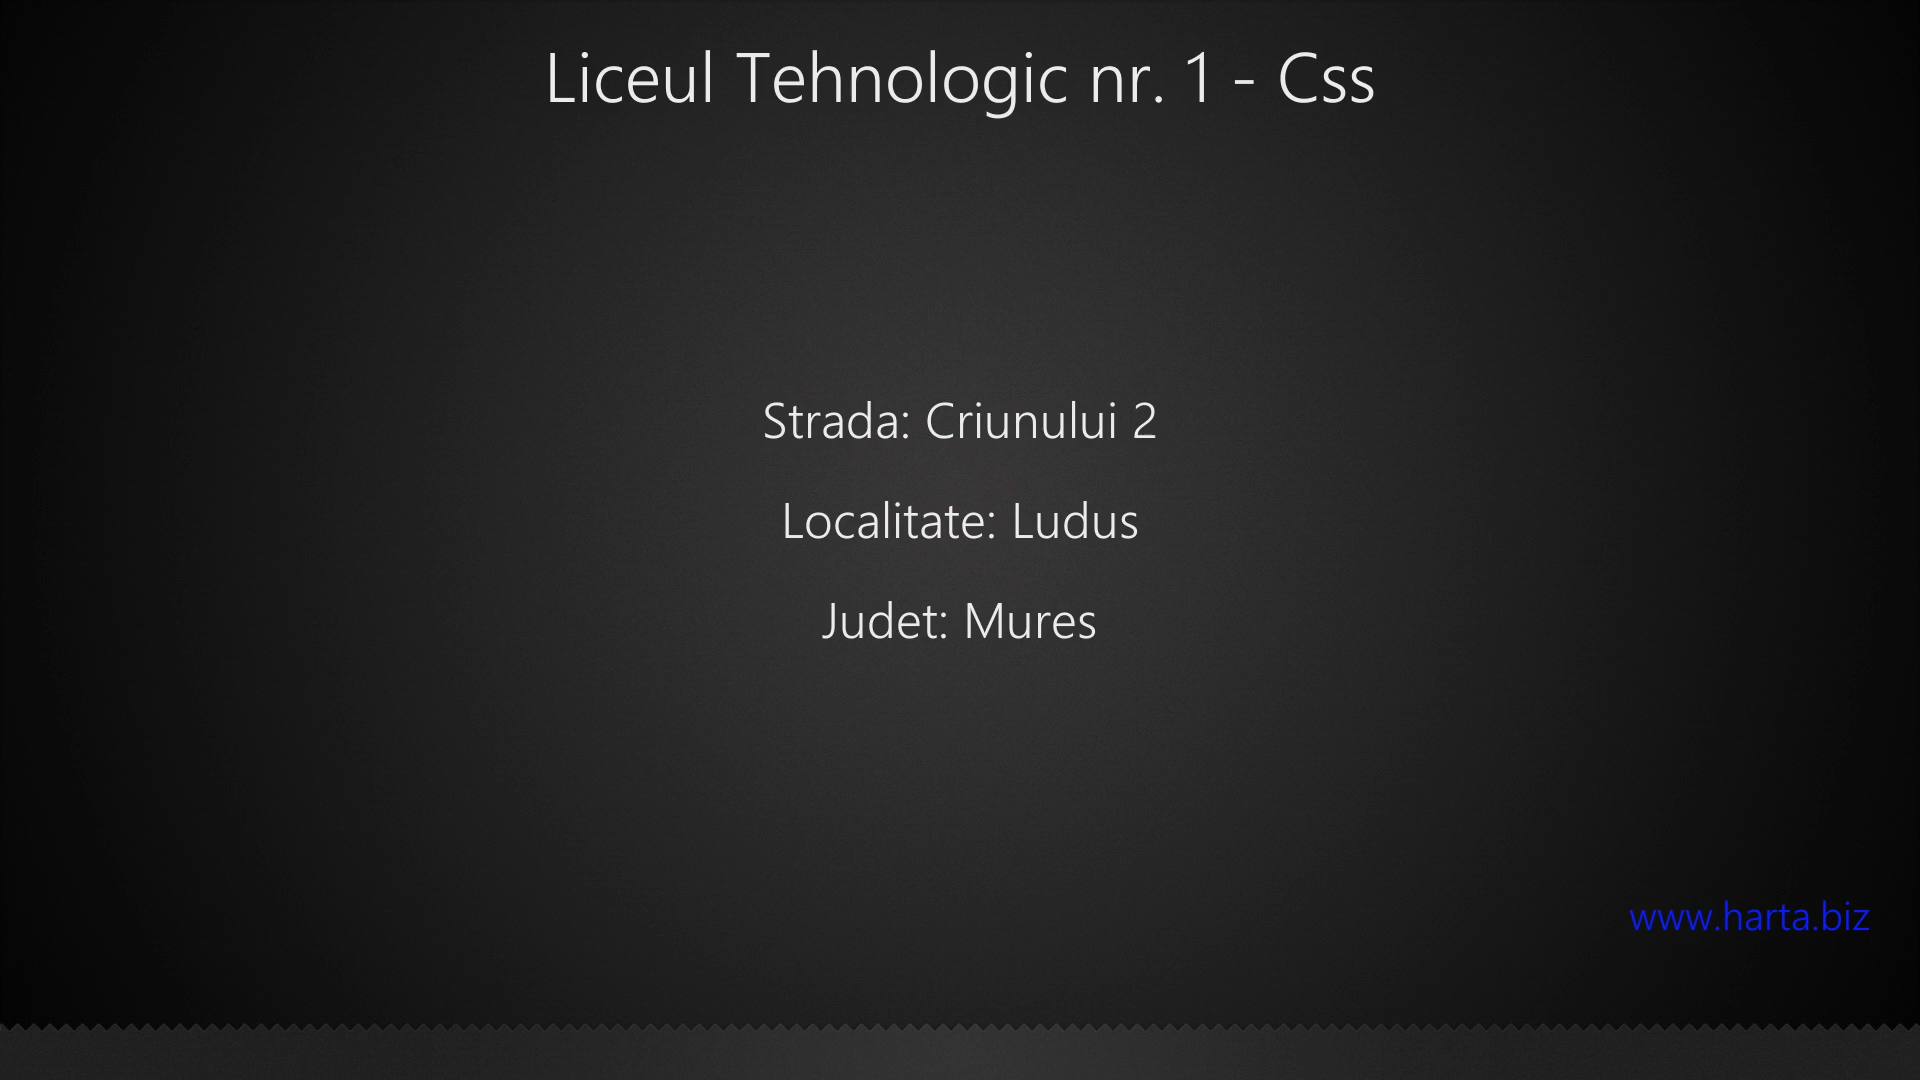 Liceul Tehnologic nr. 1 - Css
Strada: Criunului 2
Localitate: Ludus
Judet: Mures
www.harta.biz